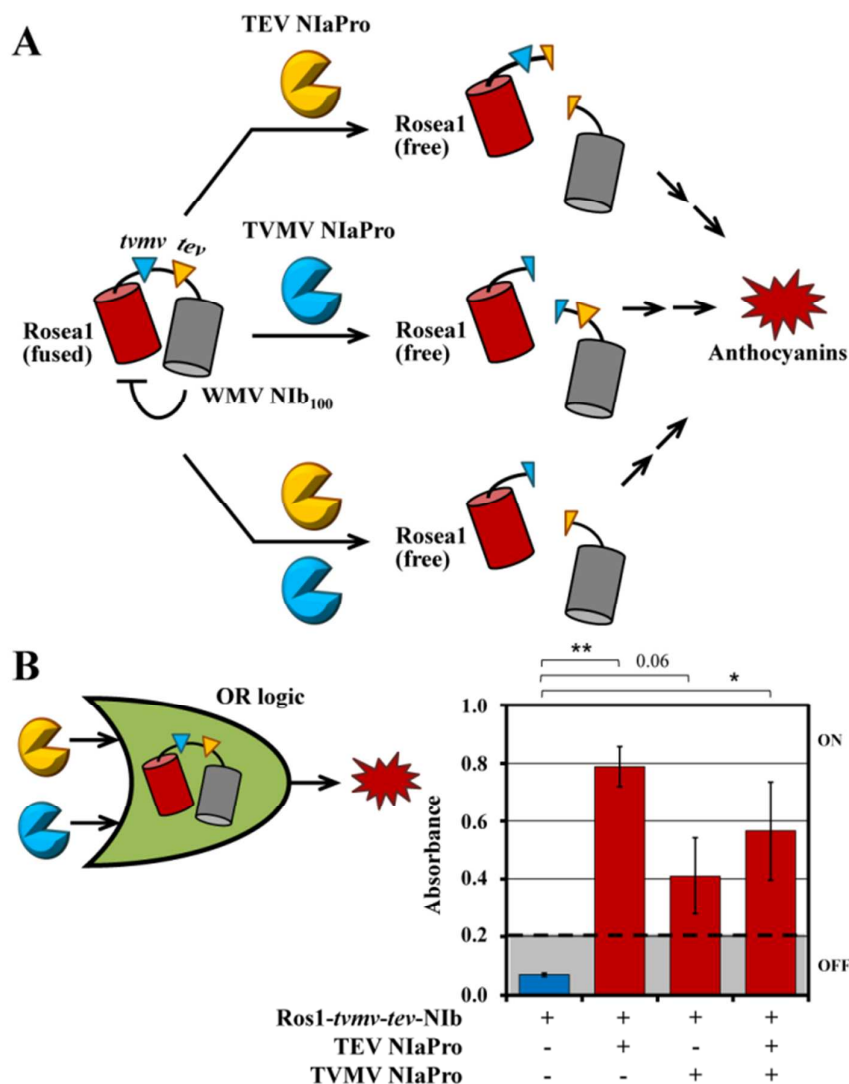 A
TEV NIaPro
Rosea1
(free)
tvmv
tev
TVMV NIaPro
Rosea1
(fused)
Rosea1
(free)
Anthocyanins
WMV NIb100
Rosea1
(free)
B
OR logic
**
0.06
*
1.0
0.8
0.6
0.4
0.2
0.0
Absorbance
ON
OFF
Ros1-tvmv-tev-NIb + + + +
TEV NIaPro - + - +
TVMV NIaPro - - + +